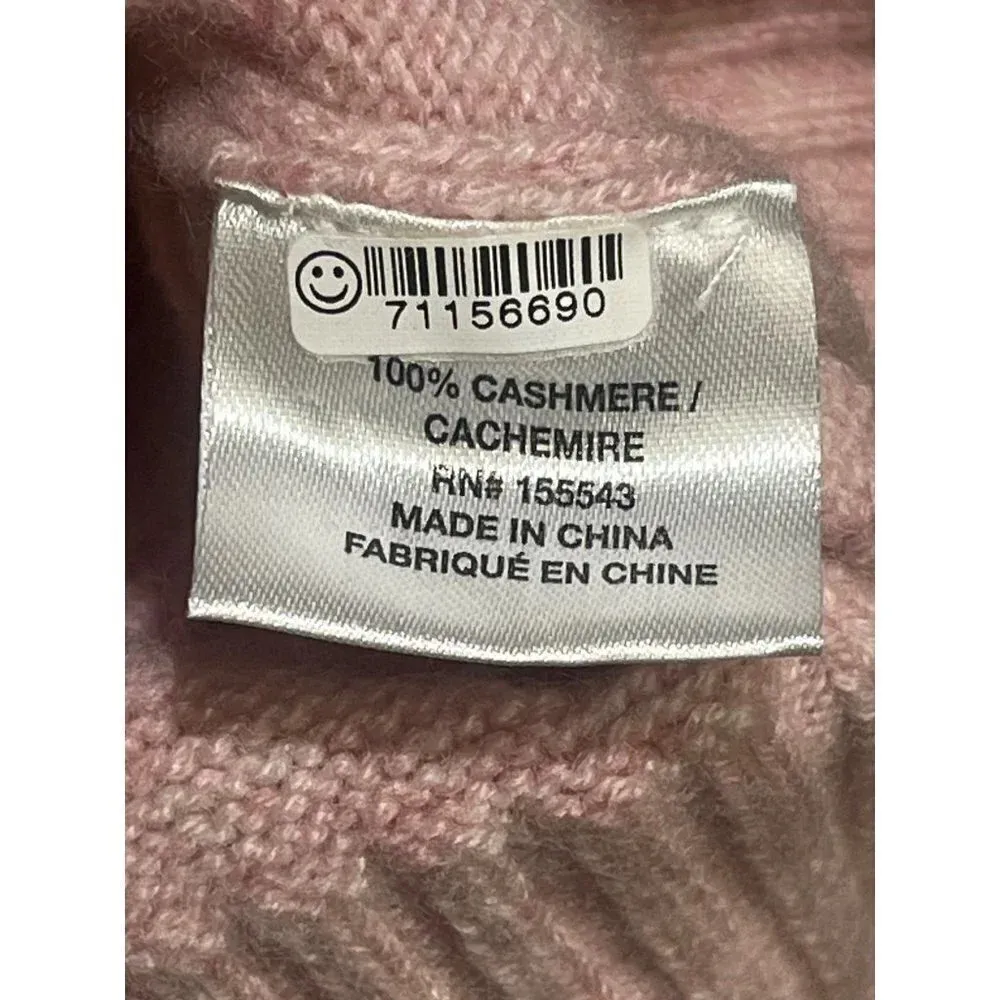 71156690
100% CASHMERE /
CACHEMIRE
RN# 155543
MADE IN CHINA
FABRIQUÉ EN CHINE